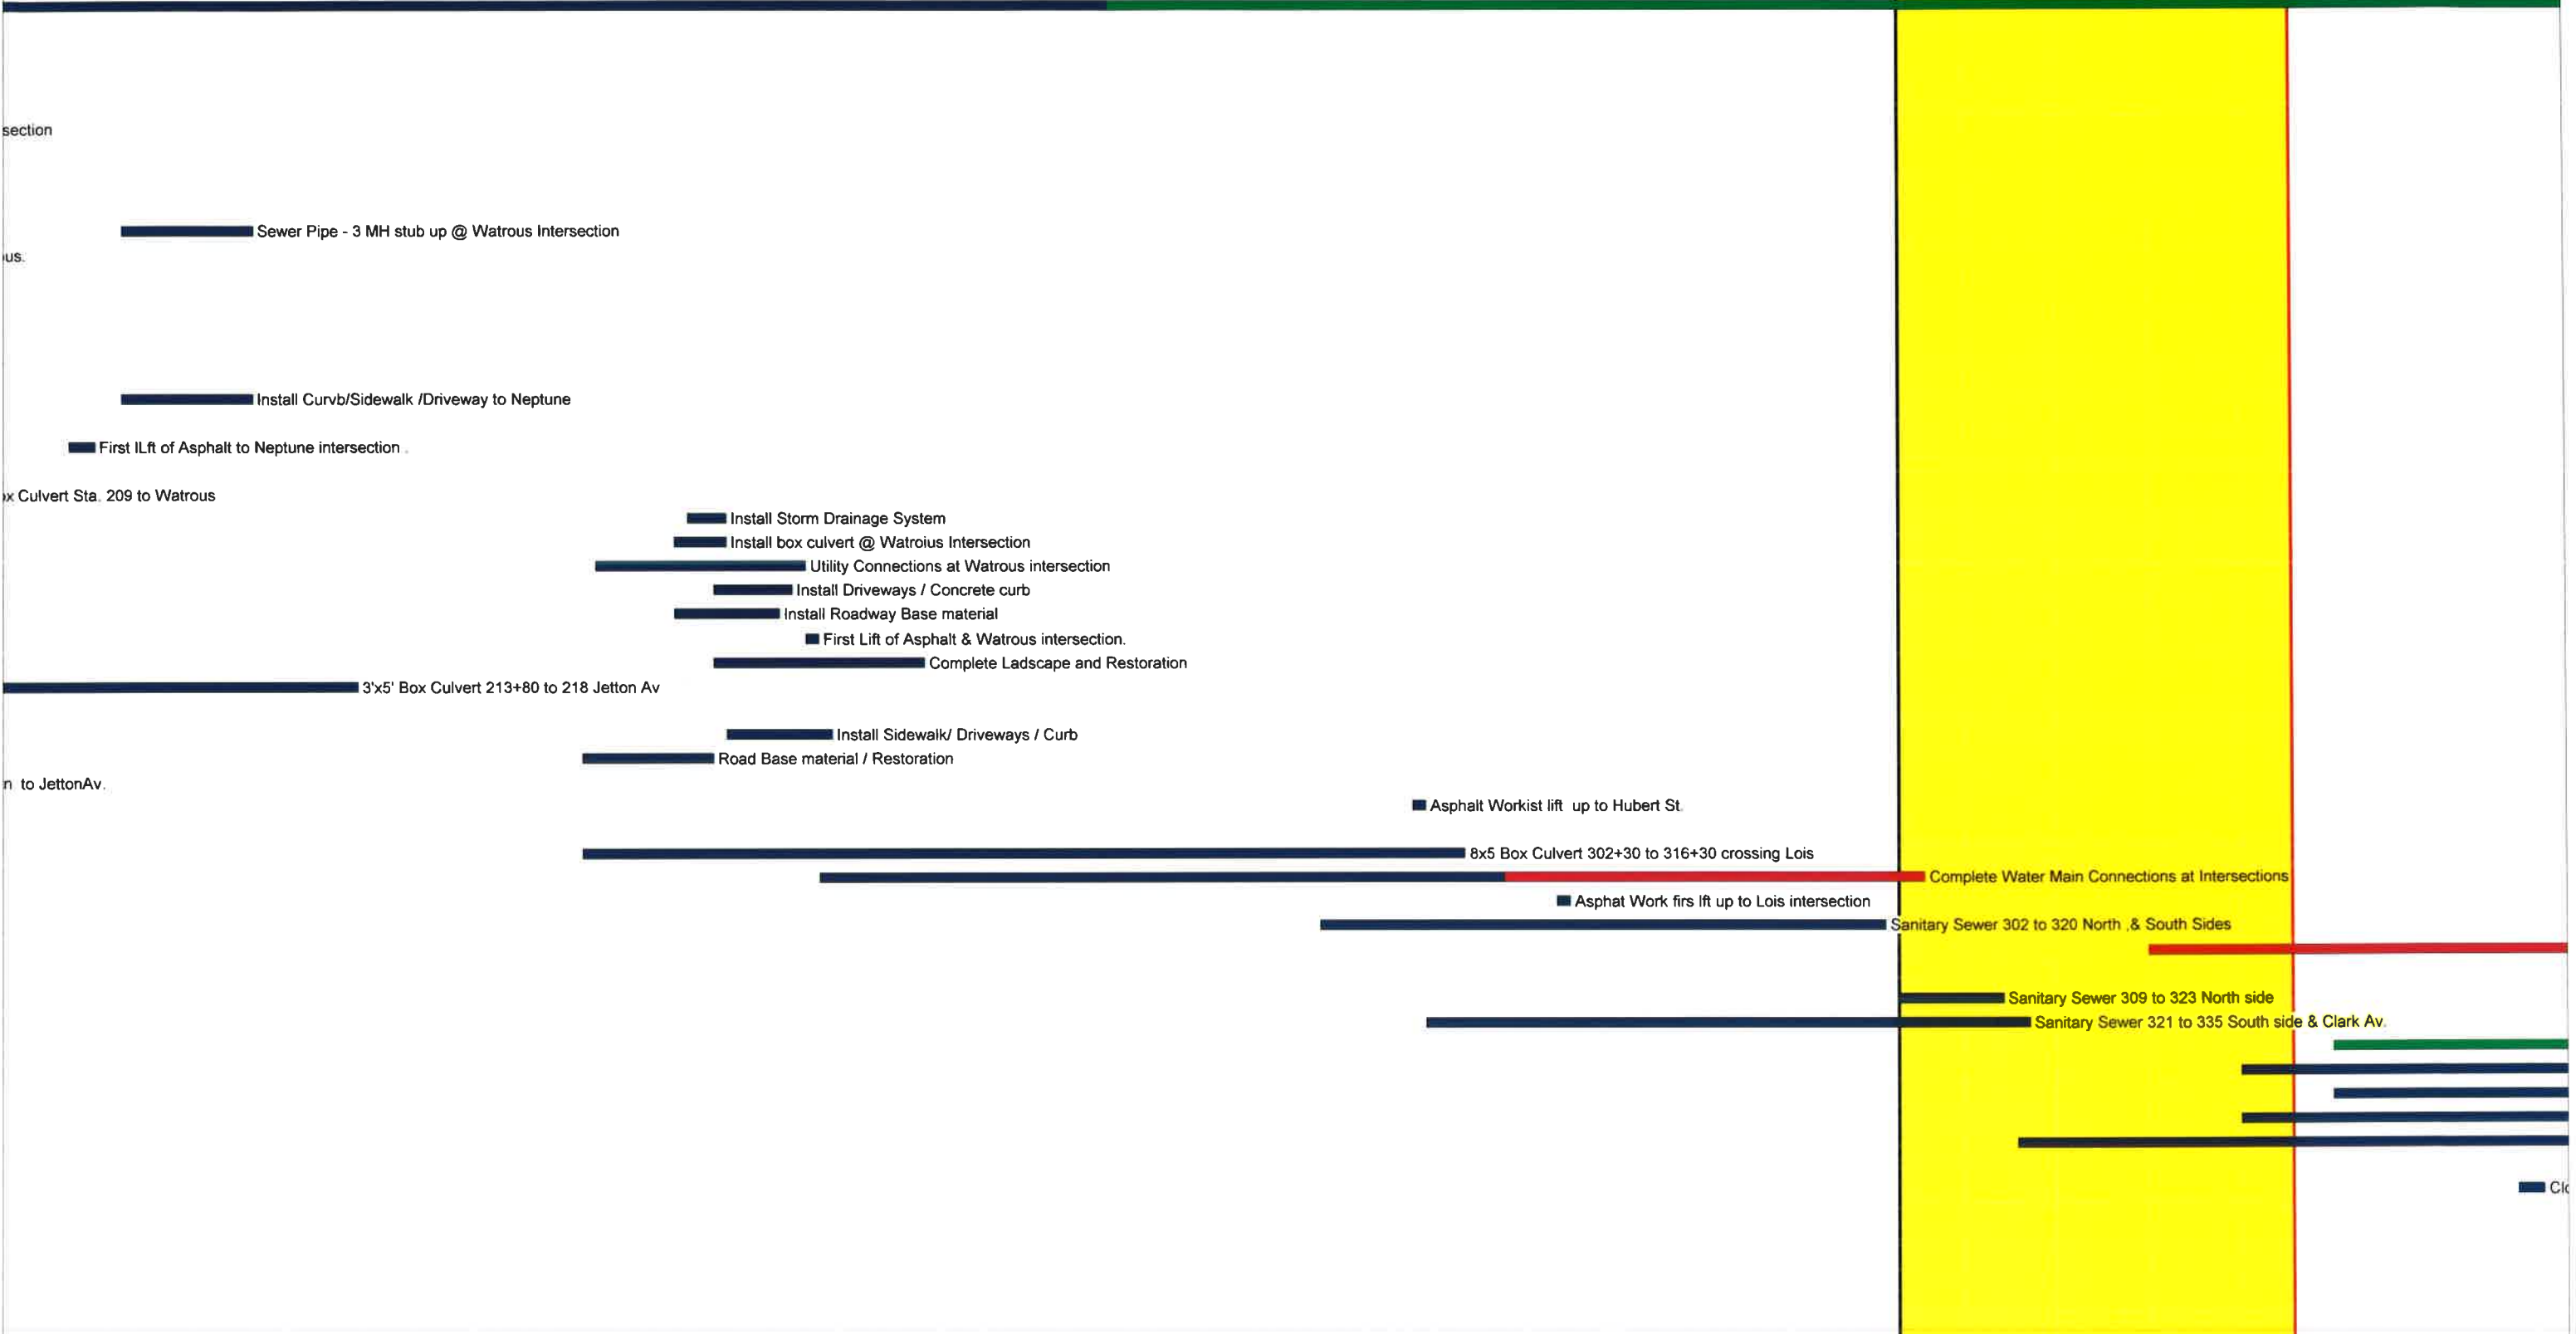 section
Sewer Pipe - 3 MH stub up @ Watrous Intersection
us.
Install Curvb/Sidewalk /Driveway to Neptune
First lLft of Asphalt to Neptune intersection .
x Culvert Sta. 209 to Watrous
Install Storm Drainage System
Install box culvert @ Watroius Intersection
Utility Connections at Watrous intersection
Install Driveways / Concrete curb
Install Roadway Base material
First Lift of Asphalt & Watrous intersection.
Complete Ladscape and Restoration
3'x5' Box Culvert 213+80 to 218 Jetton Av
Install Sidewalk/ Driveways / Curb
Road Base material / Restoration
n to JettonAv.
Asphalt Workist lift up to Hubert St.
8x5 Box Culvert 302+30 to 316+30 crossing Lois
Complete Water Main Connections at Intersections
Asphat Work firs lft up to Lois intersection
Sanitary Sewer 302 to 320 North ,& South Sides
Sanitary Sewer 309 to 323 North side
Sanitary Sewer 321 to 335 South side & Clark Av.
Clo